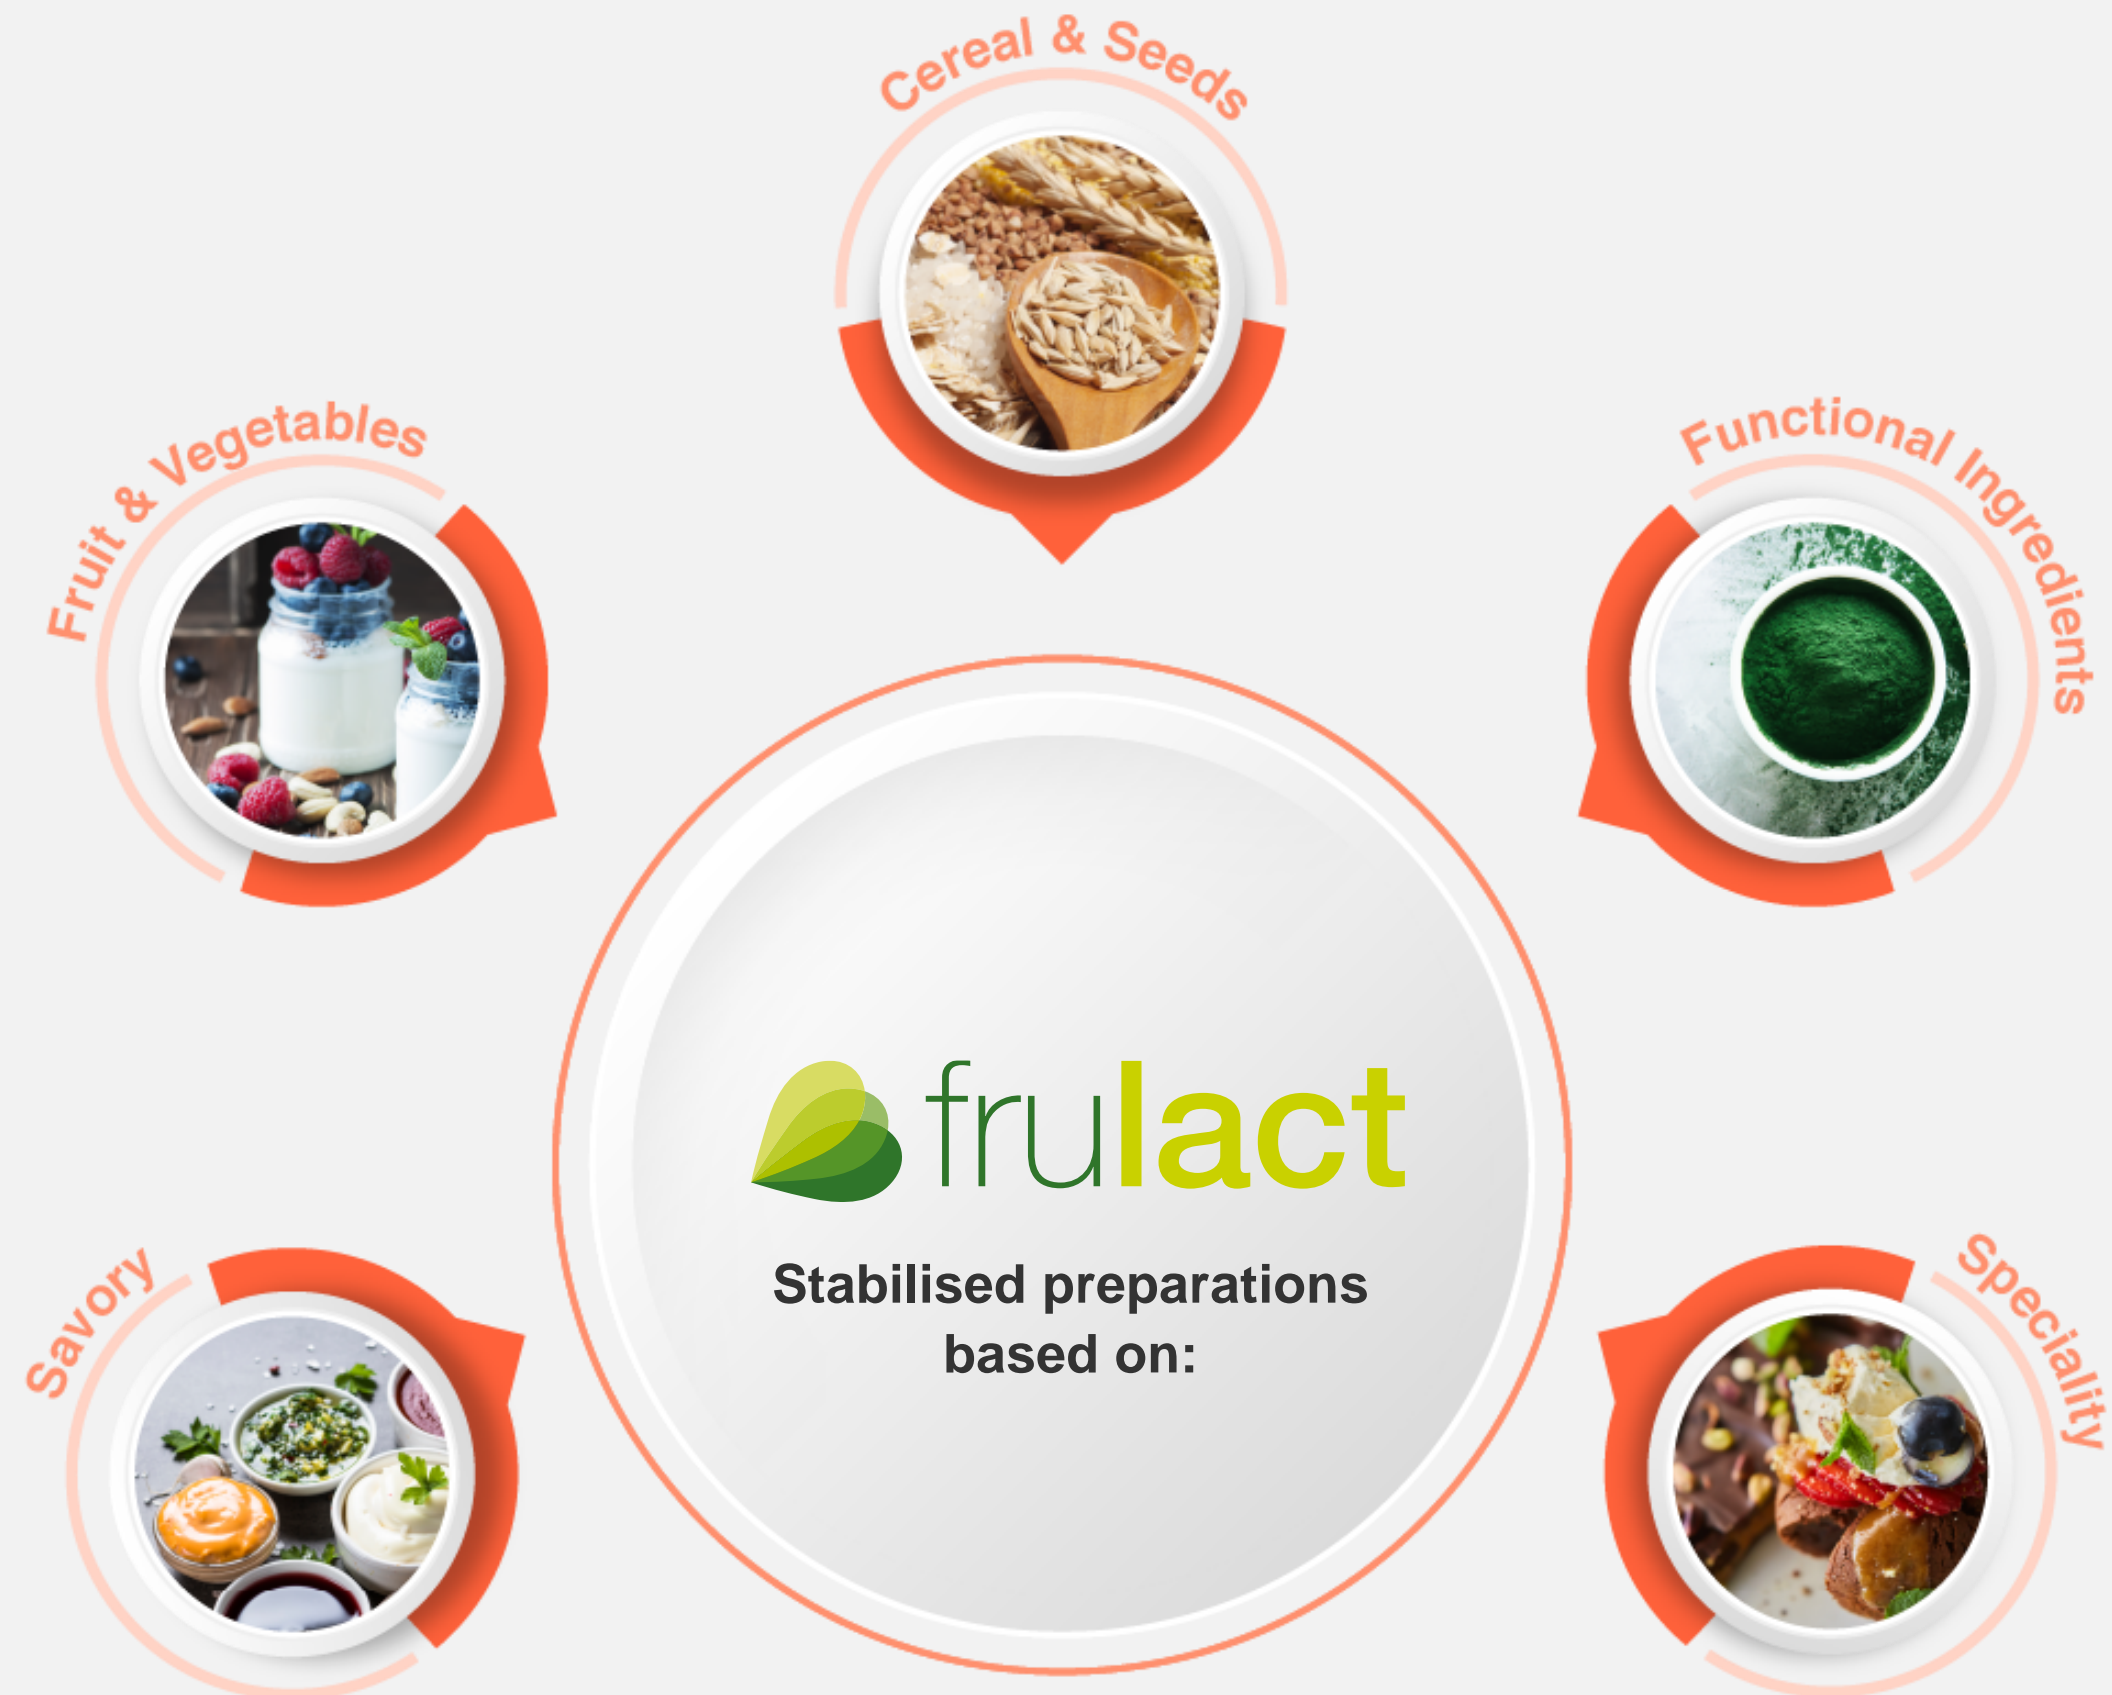 Cereal & Seeds
Fruit & Vegetables
Functional Ingredients
frulact
Stabilised preparations
based on:
Savory
Speciality